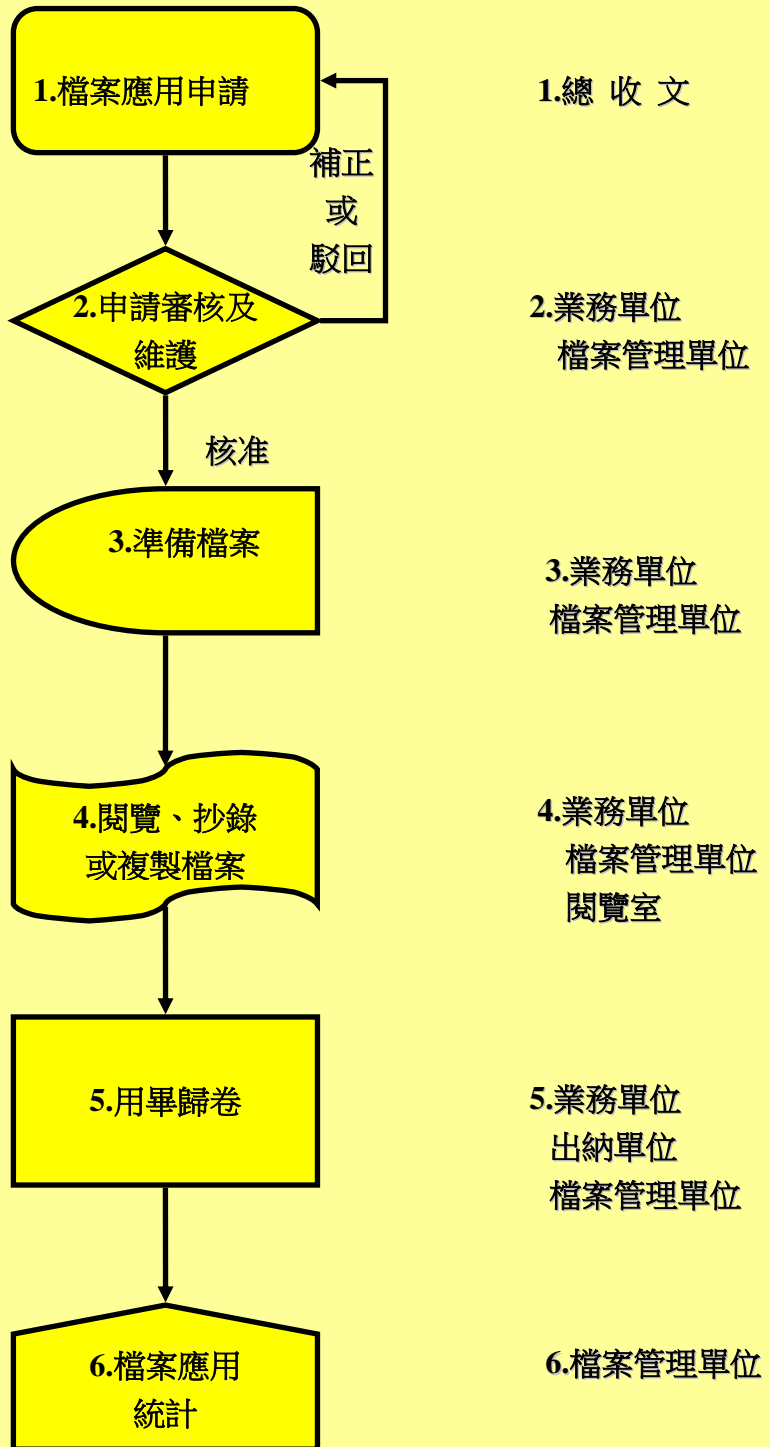 1.檔案應用申請
1.總 收 文
補正
或
駁回
2.申請審核及
維護
2.業務單位
檔案管理單位
核准
3.準備檔案
3.業務單位
檔案管理單位
4.閱覽、抄錄
或複製檔案
4.業務單位
檔案管理單位
閱覽室
5.用畢歸卷
5.業務單位
出納單位
檔案管理單位
6.檔案應用
統計
6.檔案管理單位